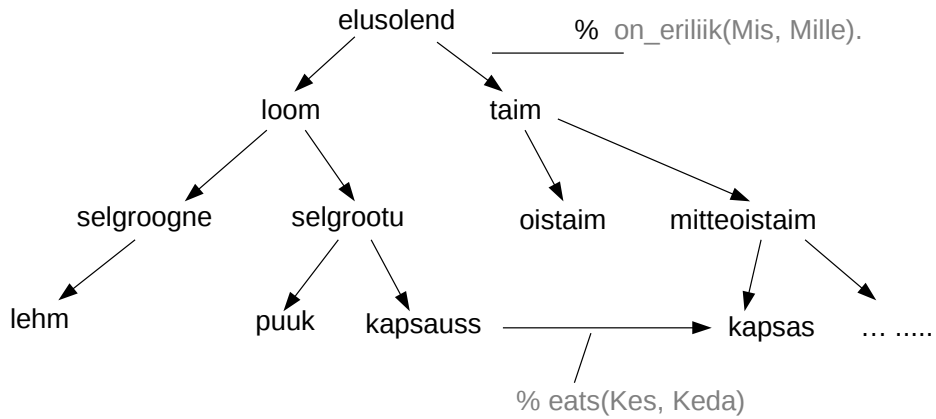 elusolend
% on_eriliik(Mis, Mille).
loom
taim
selgroogne
selgrootu
oistaim
mitteoistaim
lehm
puuk
kapsauss
kapsas
… .....
% eats(Kes, Keda)